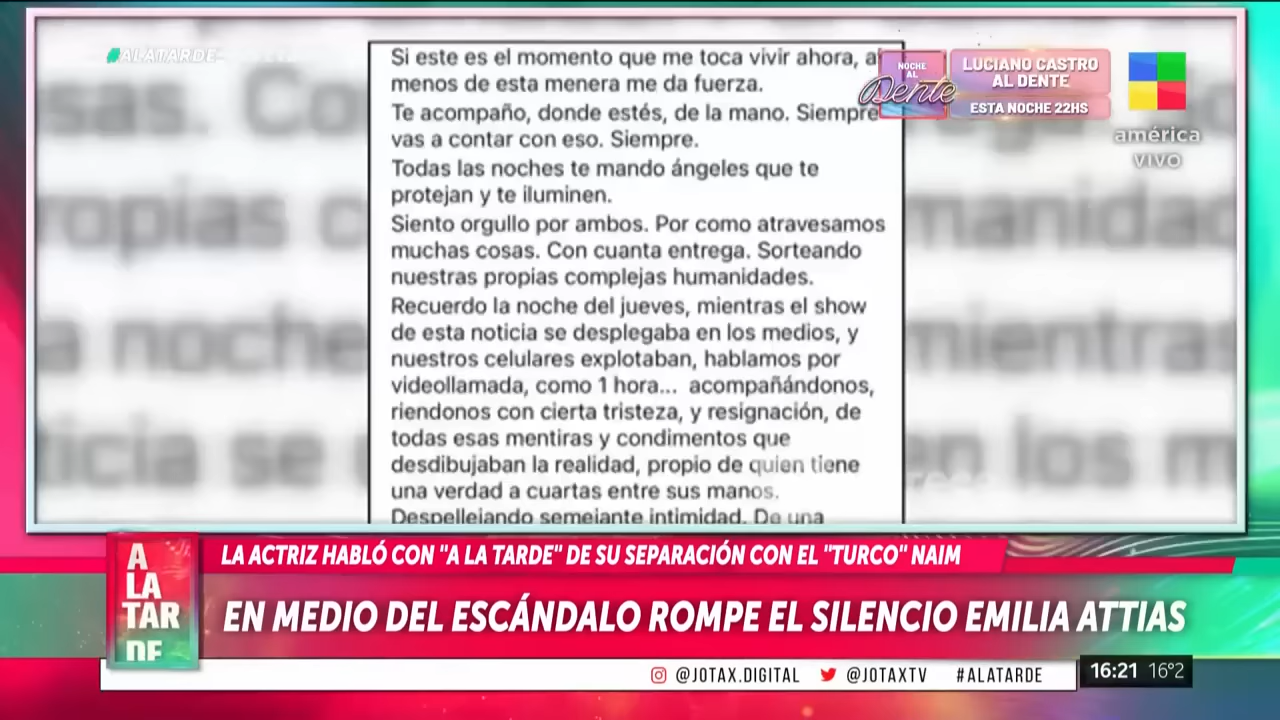 #ALATARDE
Si este es el momento que me toca vivir ahora, al
menos de esta menera me da fuerza.
Te acompaño, donde estés, de la mano. Siempre
vas a contar con eso. Siempre.
Todas las noches te mando ángeles que te
protejan y te iluminen.
Siento orgullo por ambos. Por como atravesamos
muchas cosas. Con cuanta entrega. Sorteando
nuestras propias complejas humanidades.
Recuerdo la noche del jueves, mientras el show
de esta noticia se desplegaba en los medios, y
nuestros celulares explotaban, hablamos por
videollamada, como 1 hora... acompañándonos,
riendonos con cierta tristeza, y resignación, de
todas esas mentiras y condimentos que
desdibujaban la realidad, propio de quien tiene
una verdad a cuartas entre sus manos.
Despellejando semejante intimidad. De una
NOCHE
AL
Dente
LUCIANO CASTRO
AL DENTE
ESTA NOCHE 22HS
américa
VIVO
A
LA
TAR
DE
LA ACTRIZ HABLÓ CON "A LA TARDE" DE SU SEPARACIÓN CON EL "TURCO" NAIM
EN MEDIO DEL ESCÁNDALO ROMPE EL SILENCIO EMILIA ATTIAS
@JOTAX.DIGITAL @JOTAXTV #ALATARDE
16:21 16°2